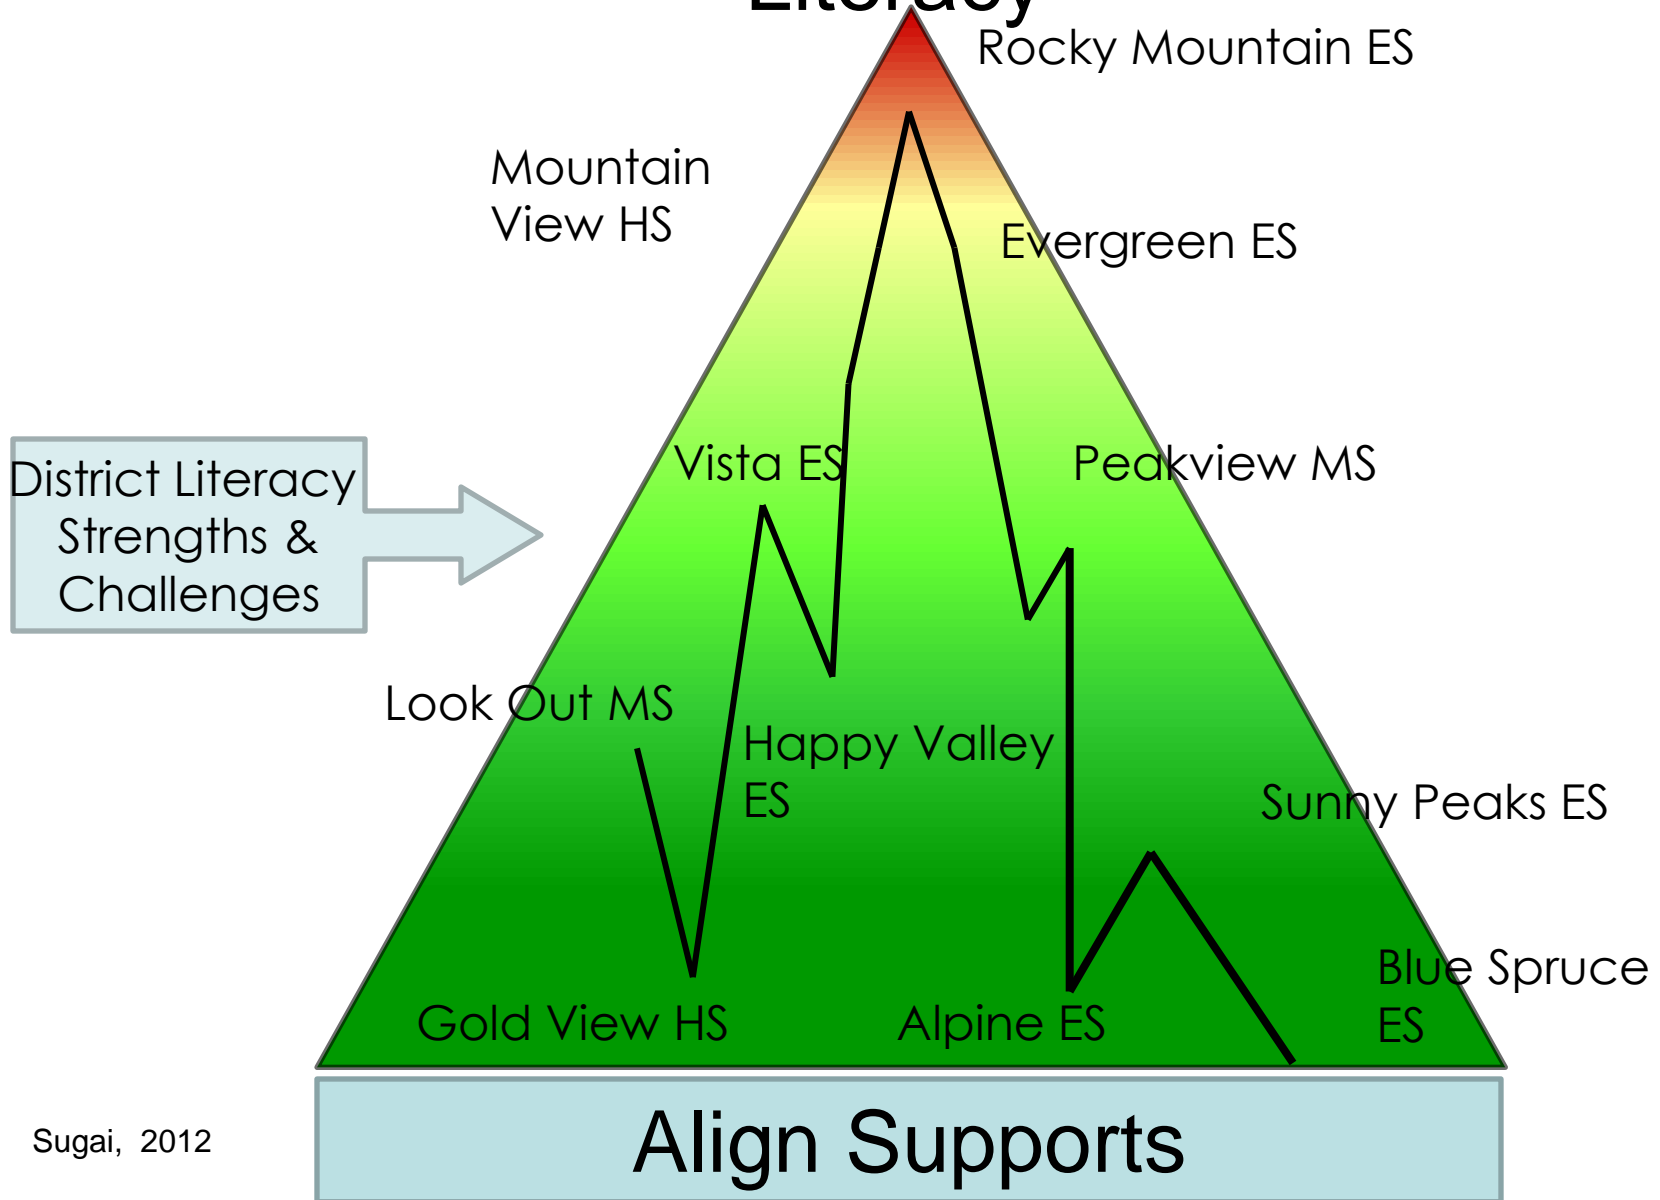 Literacy
Rocky Mountain ES
Mountain
View HS
Evergreen ES
Vista ES
Peakview MS
District Literacy
Strengths &
Challenges
Look Out MS
Happy Valley
ES
Sunny Peaks ES
Blue Spruce
ES
Gold View HS
Alpine ES
Align Supports
Sugai, 2012